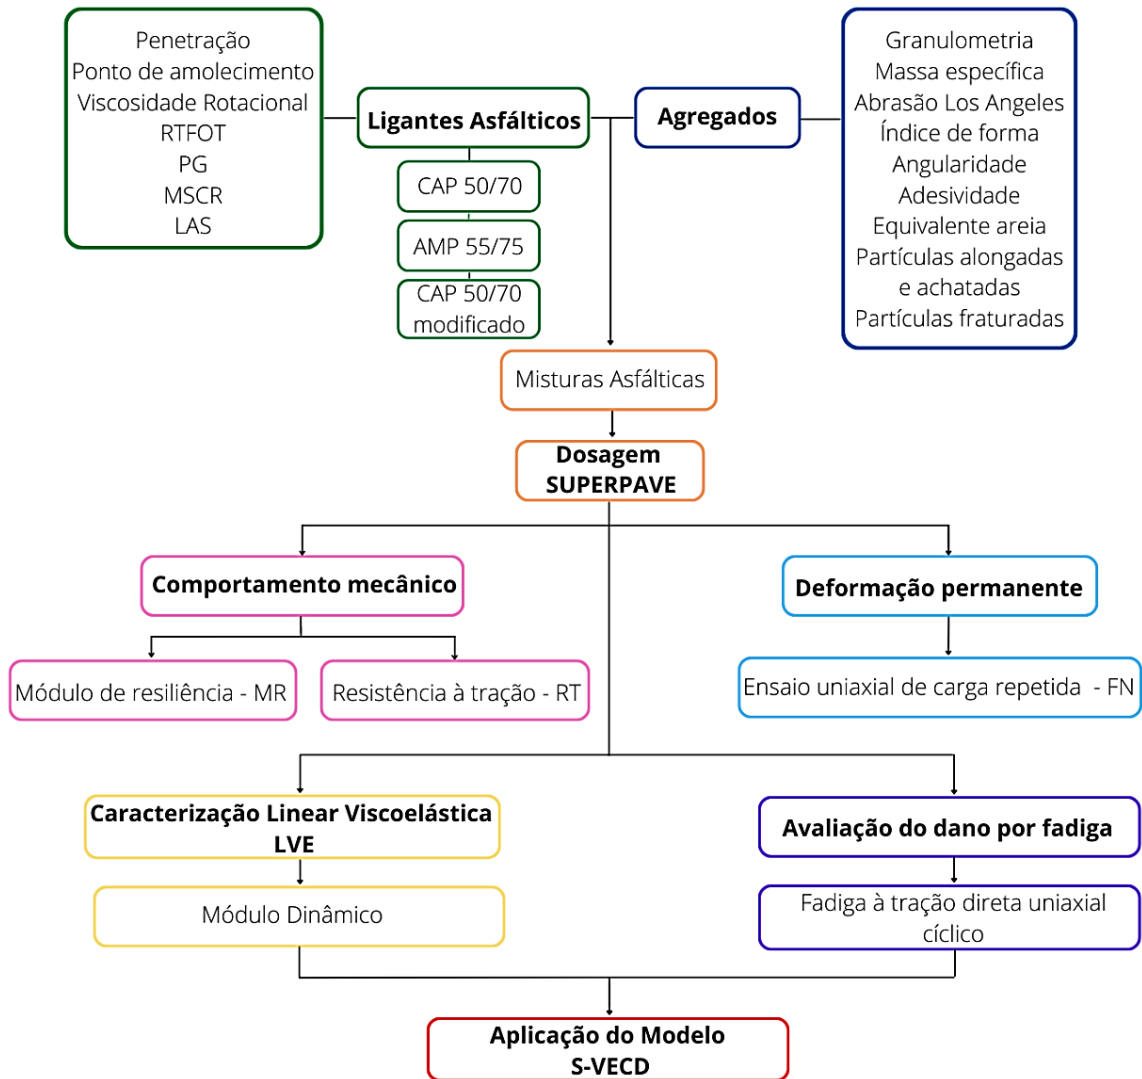 Penetração
Ponto de amolecimento
Viscosidade Rotacional
RTFOT
PG
MSCR
LAS
Ligantes Asfálticos
CAP 50/70
AMP 55/75
CAP 50/70
modificado
Agregados
Granulometria
Massa específica
Abrasão Los Angeles
Índice de forma
Angularidade
Adesividade
Equivalente areia
Partículas alongadas
e achatadas
Partículas fraturadas
Misturas Asfálticas
Dosagem
SUPERPAVE
Comportamento mecânico
Módulo de resiliência - MR
Resistência à tração - RT
Deformação permanente
Ensaio uniaxial de carga repetida - FN
Caracterização Linear Viscoelástica
LVE
Módulo Dinâmico
Avaliação do dano por fadiga
Fadiga à tração direta uniaxial
cíclico
Aplicação do Modelo
S-VECD